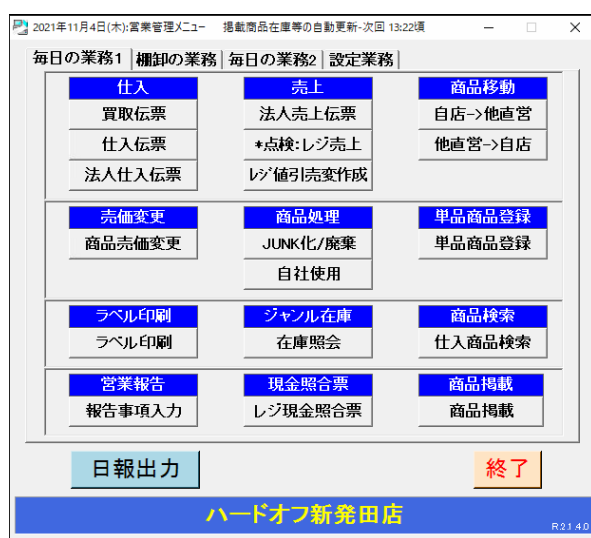 2021年11月4日(木):営業管理メニュー 掲載商品在庫等の自動更新-次回 13:22頃
毎日の業務1 棚卸の業務 毎日の業務2 設定業務
仕入 売上 商品移動
買取伝票 法人売上伝票 自店->他直営
仕入伝票 *点検:レジ売上 他直営->自店
法人仕入伝票 レジ値引売変作成
売価変更 商品処理 単品商品登録
商品売価変更 JUNK化/廃棄 単品商品登録
自社使用
ラベル印刷 ジャンル在庫 商品検索
ラベル印刷 在庫照会 仕入商品検索
営業報告 現金照合票 商品掲載
報告事項入力 レジ現金照合票 商品掲載
日報出力 終了
ハードオフ新発田店
R.2.1.4.0